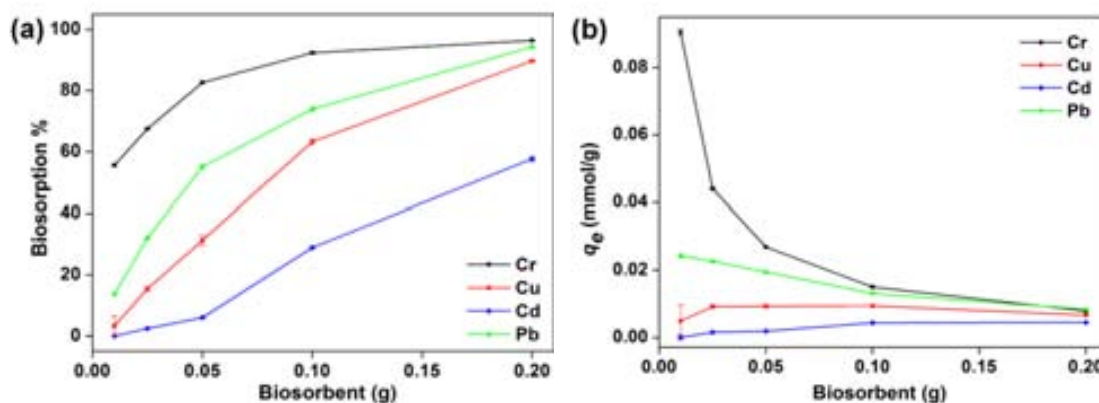 (a)
Biosorption %
100
80
60
40
20
0
0.00 0.05 0.10 0.15 0.20
Biosorbent (g)
Cr
Cu
Cd
Pb
(b)
qe (mmol/g)
0.08
0.06
0.04
0.02
0.00
0.00 0.05 0.10 0.15 0.20
Biosorbent (g)
Cr
Cu
Cd
Pb